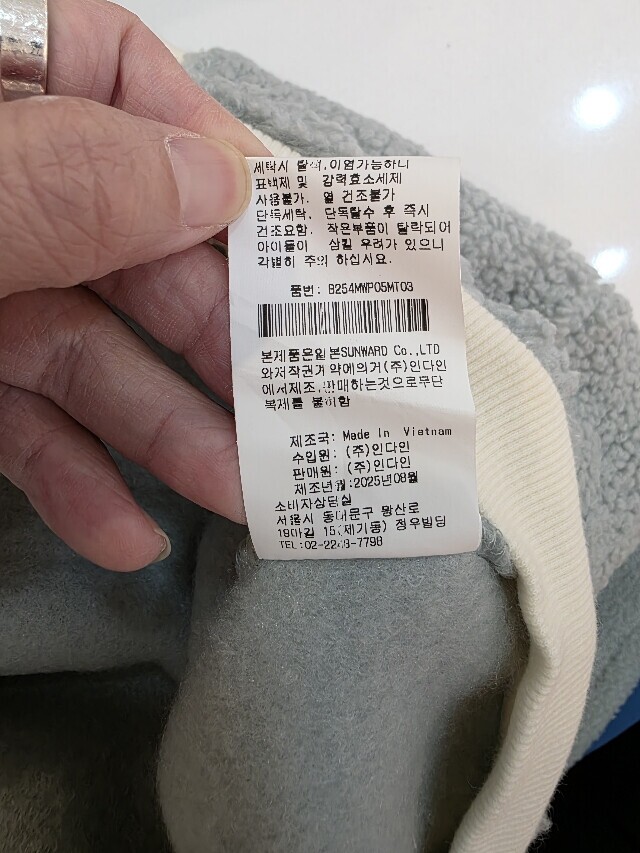 세탁시 탈색,이염가능하니
표백제 및 강력효소세제
사용불가. 열 건조불가
단독세탁. 단독탈수 후 즉시
건조요함. 작은부품이 탈락되어
아이들이 삼킬 우려가 있으니
각별히 주의 하십시요.
품번: B254MWP05MT03
본제품은일본SUNWARD Co.,LTD
와저작권계약에의거(주)인다인
에서제조,판매하는것으로무단
복제를 불허함
제조국: Made In Vietnam
수입원: (주)인다인
판매원: (주)인다인
제조년월:2025년08월
소비자상담실
서울시 동대문구 왕산로
19마길 15(제기동) 정우빌딩
TEL:02-2248-7798